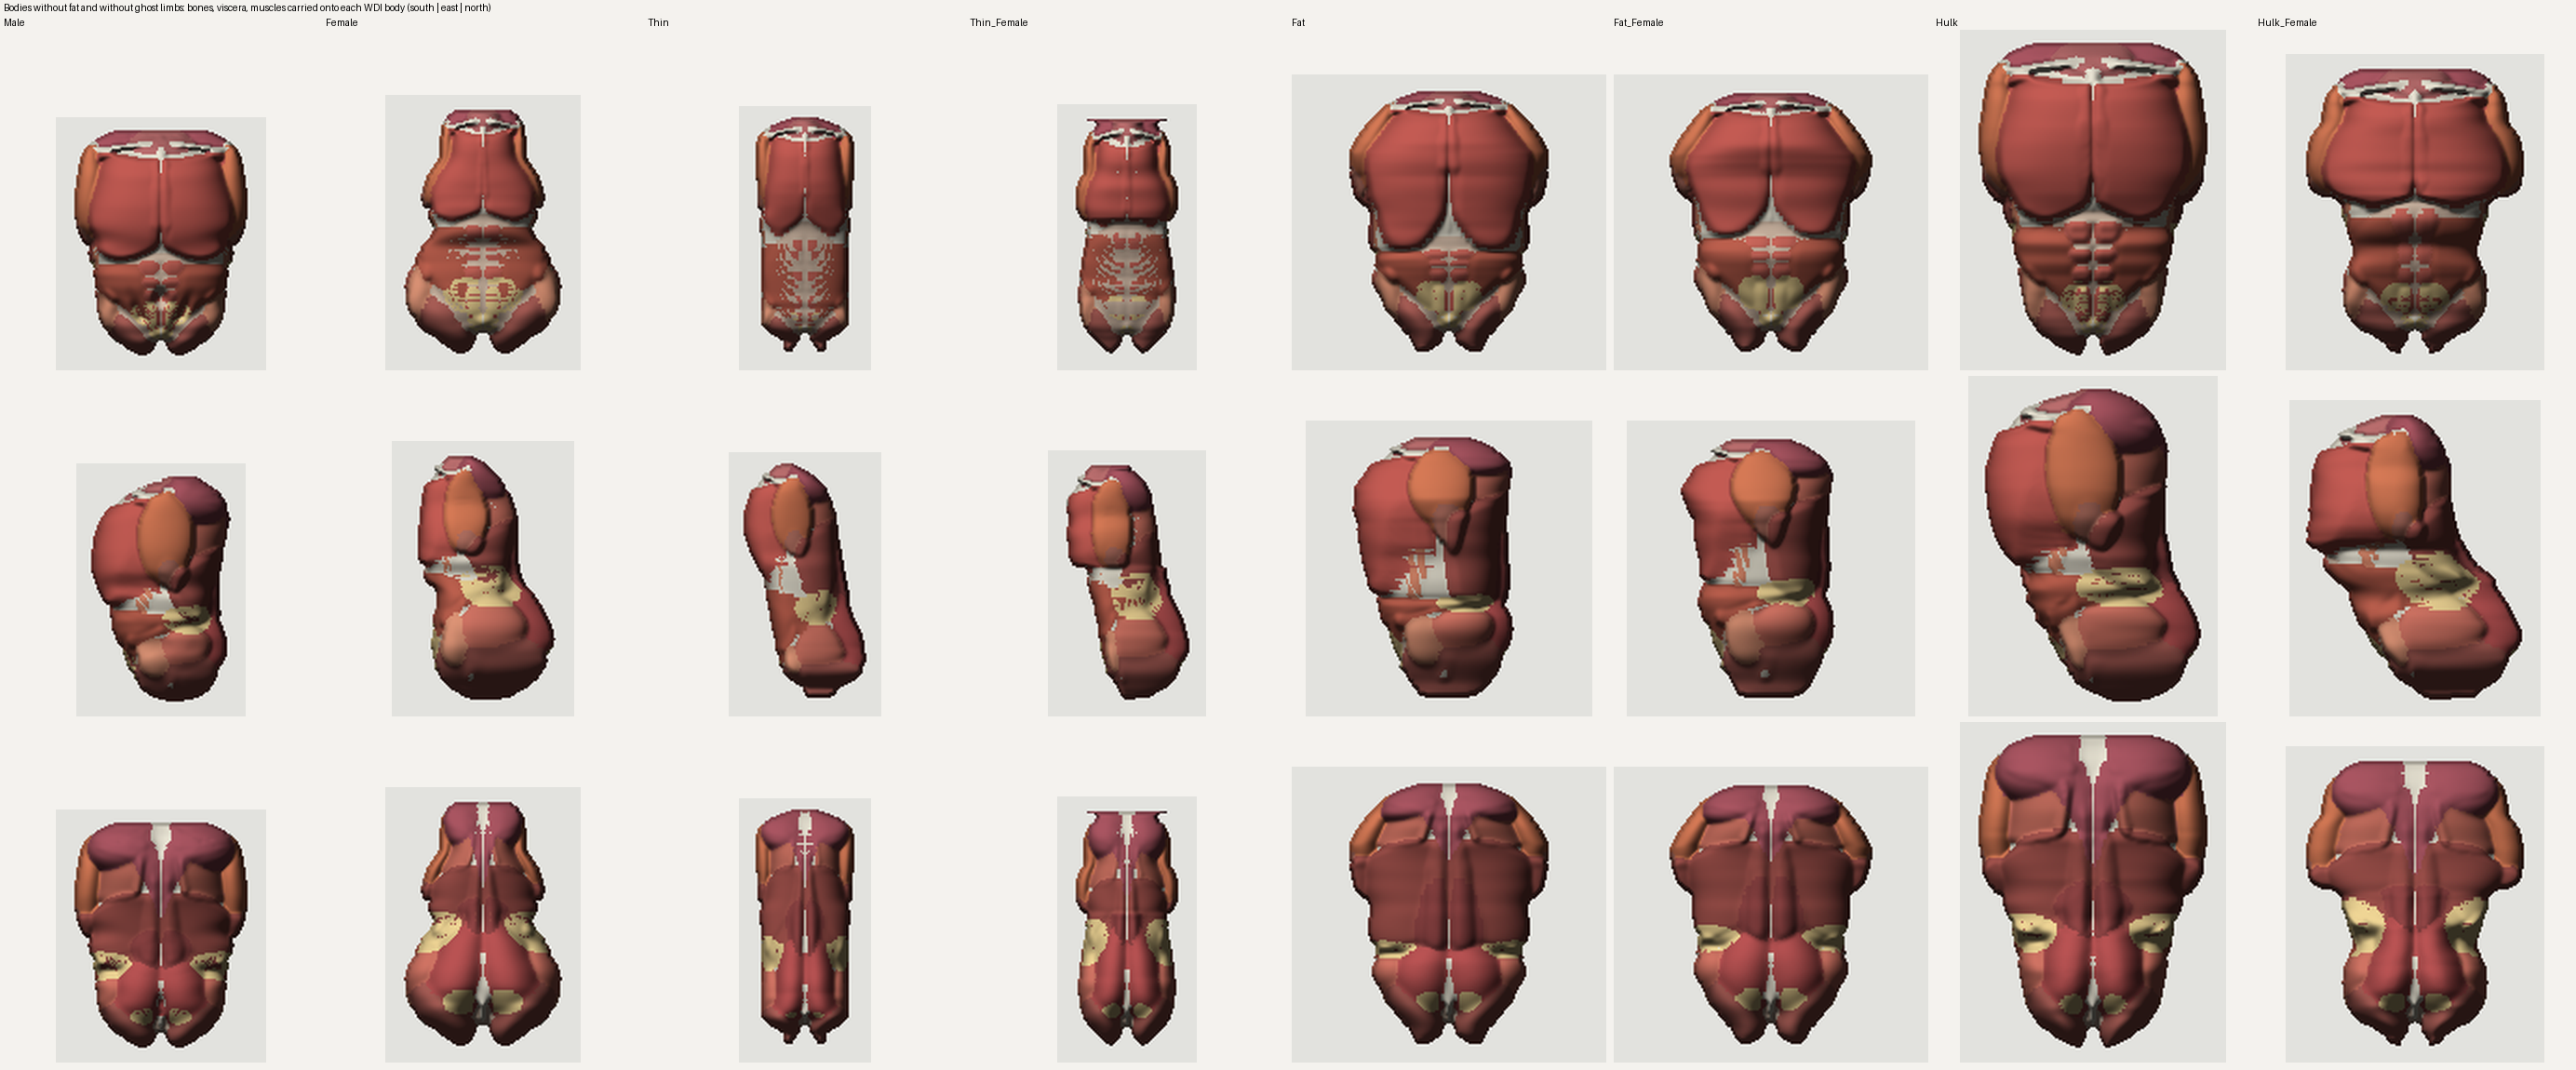 Bodies without fat and without ghost limbs: bones, viscera, muscles carried onto each WDI body (south | east | north)
Male Female Thin Thin_Female Fat Fat_Female Hulk Hulk_Female